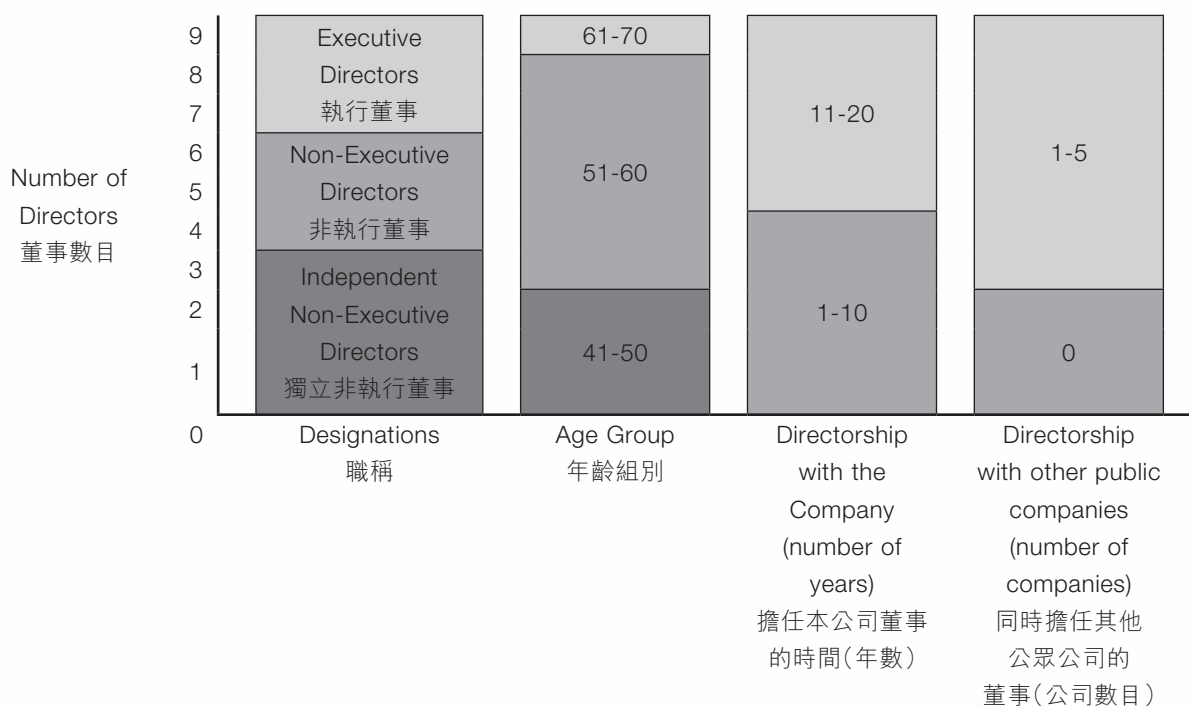 Number of
Directors
董事數目
9
8
7
6
5
4
3
2
1
0
Executive
Directors
執行董事
Non-Executive
Directors
非執行董事
Independent
Non-Executive
Directors
獨立非執行董事
Designations
職稱
61-70
51-60
41-50
Age Group
年齡組別
11-20
1-10
Directorship
with the
Company
(number of
years)
擔任本公司董事
的時間(年數)
1-5
0
Directorship
with other public
companies
(number of
companies)
同時擔任其他
公眾公司的
董事(公司數目)